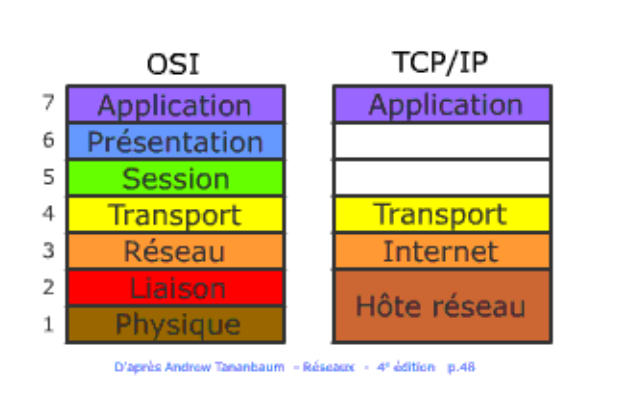 OSI
TCP/IP
7 Application
Application
6 Présentation
5 Session
4 Transport
Transport
3 Réseau
Internet
2 Liaison
Hôte réseau
1 Physique
D'après Andrew Tananbaum - Réseaux - 4e édition p.48